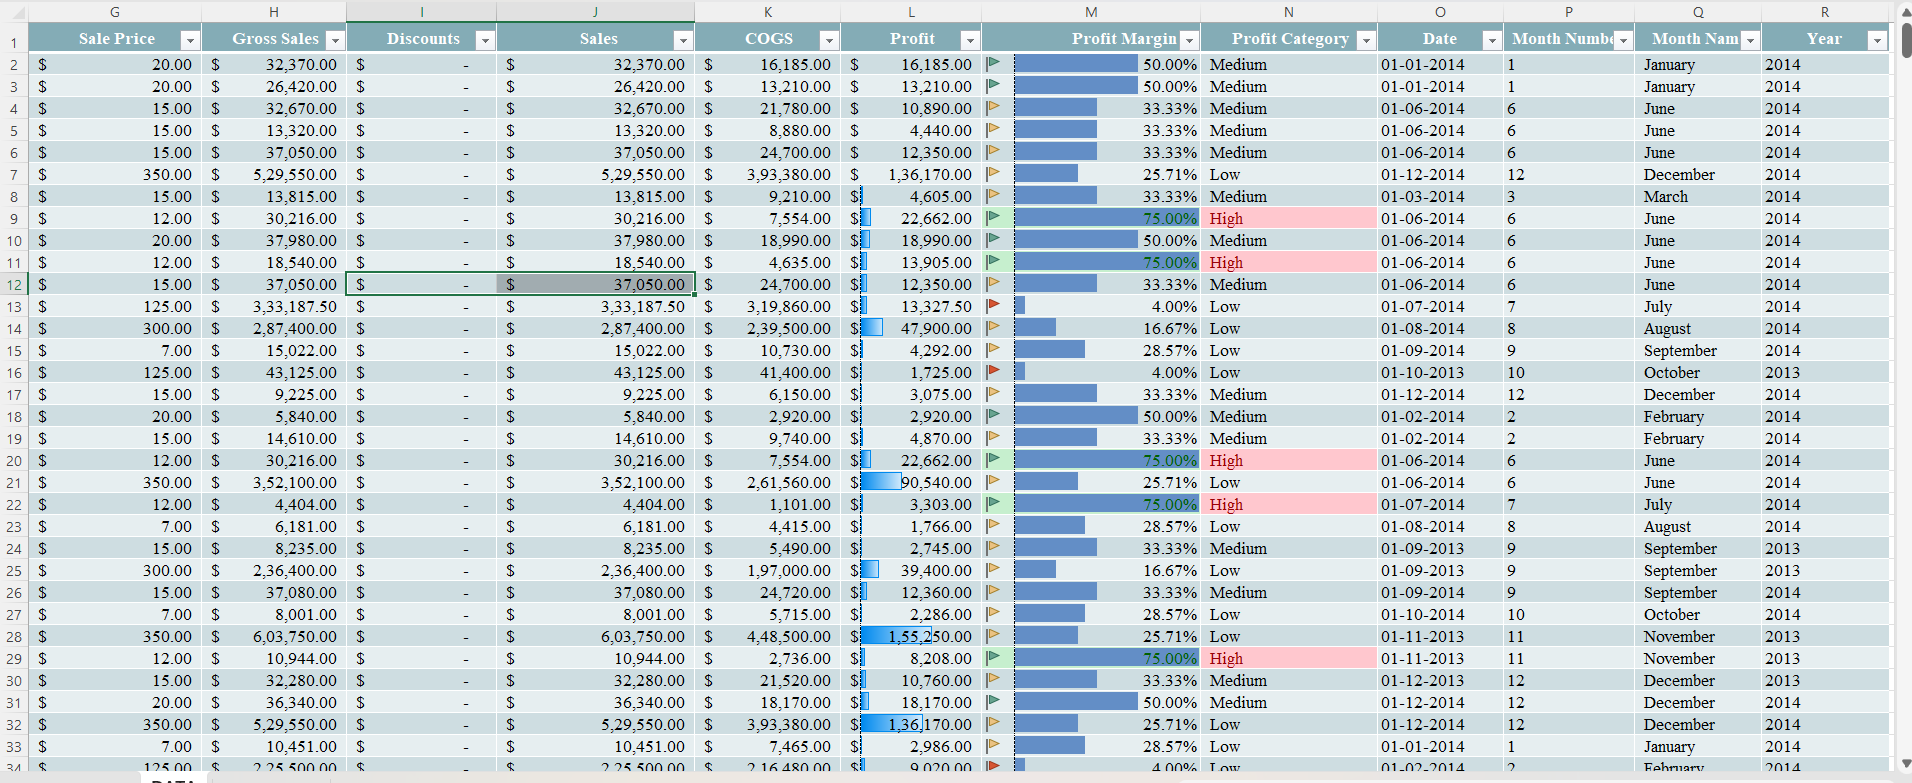 G H I J K L M N O P Q R
1 Sale Price Gross Sales Discounts Sales COGS Profit Profit Margin Profit Category Date Month Numbe Month Nam Year
2 $ 20.00 $ 32,370.00 $ - $ 32,370.00 $ 16,185.00 $ 16,185.00 50.00% Medium 01-01-2014 1 January 2014
3 $ 20.00 $ 26,420.00 $ - $ 26,420.00 $ 13,210.00 $ 13,210.00 50.00% Medium 01-01-2014 1 January 2014
4 $ 15.00 $ 32,670.00 $ - $ 32,670.00 $ 21,780.00 $ 10,890.00 33.33% Medium 01-06-2014 6 June 2014
5 $ 15.00 $ 13,320.00 $ - $ 13,320.00 $ 8,880.00 $ 4,440.00 33.33% Medium 01-06-2014 6 June 2014
6 $ 15.00 $ 37,050.00 $ - $ 37,050.00 $ 24,700.00 $ 12,350.00 33.33% Medium 01-06-2014 6 June 2014
7 $ 350.00 $ 5,29,550.00 $ - $ 5,29,550.00 $ 3,93,380.00 $ 1,36,170.00 25.71% Low 01-12-2014 12 December 2014
8 $ 15.00 $ 13,815.00 $ - $ 13,815.00 $ 9,210.00 $ 4,605.00 33.33% Medium 01-03-2014 3 March 2014
9 $ 12.00 $ 30,216.00 $ - $ 30,216.00 $ 7,554.00 $ 22,662.00 75.00% High 01-06-2014 6 June 2014
10 $ 20.00 $ 37,980.00 $ - $ 37,980.00 $ 18,990.00 $ 18,990.00 50.00% Medium 01-06-2014 6 June 2014
11 $ 12.00 $ 18,540.00 $ - $ 18,540.00 $ 4,635.00 $ 13,905.00 75.00% High 01-06-2014 6 June 2014
12 $ 15.00 $ 37,050.00 $ - $ 37,050.00 $ 24,700.00 $ 12,350.00 33.33% Medium 01-06-2014 6 June 2014
13 $ 125.00 $ 3,33,187.50 $ - $ 3,33,187.50 $ 3,19,860.00 $ 13,327.50 4.00% Low 01-07-2014 7 July 2014
14 $ 300.00 $ 2,87,400.00 $ - $ 2,87,400.00 $ 2,39,500.00 $ 47,900.00 16.67% Low 01-08-2014 8 August 2014
15 $ 7.00 $ 15,022.00 $ - $ 15,022.00 $ 10,730.00 $ 4,292.00 28.57% Low 01-09-2014 9 September 2014
16 $ 125.00 $ 43,125.00 $ - $ 43,125.00 $ 41,400.00 $ 1,725.00 4.00% Low 01-10-2013 10 October 2013
17 $ 15.00 $ 9,225.00 $ - $ 9,225.00 $ 6,150.00 $ 3,075.00 33.33% Medium 01-12-2014 12 December 2014
18 $ 20.00 $ 5,840.00 $ - $ 5,840.00 $ 2,920.00 $ 2,920.00 50.00% Medium 01-02-2014 2 February 2014
19 $ 15.00 $ 14,610.00 $ - $ 14,610.00 $ 9,740.00 $ 4,870.00 33.33% Medium 01-02-2014 2 February 2014
20 $ 12.00 $ 30,216.00 $ - $ 30,216.00 $ 7,554.00 $ 22,662.00 75.00% High 01-06-2014 6 June 2014
21 $ 350.00 $ 3,52,100.00 $ - $ 3,52,100.00 $ 2,61,560.00 $ 90,540.00 25.71% Low 01-06-2014 6 June 2014
22 $ 12.00 $ 4,404.00 $ - $ 4,404.00 $ 1,101.00 $ 3,303.00 75.00% High 01-07-2014 7 July 2014
23 $ 7.00 $ 6,181.00 $ - $ 6,181.00 $ 4,415.00 $ 1,766.00 28.57% Low 01-08-2014 8 August 2014
24 $ 15.00 $ 8,235.00 $ - $ 8,235.00 $ 5,490.00 $ 2,745.00 33.33% Medium 01-09-2013 9 September 2013
25 $ 300.00 $ 2,36,400.00 $ - $ 2,36,400.00 $ 1,97,000.00 $ 39,400.00 16.67% Low 01-09-2013 9 September 2013
26 $ 15.00 $ 37,080.00 $ - $ 37,080.00 $ 24,720.00 $ 12,360.00 33.33% Medium 01-09-2014 9 September 2014
27 $ 7.00 $ 8,001.00 $ - $ 8,001.00 $ 5,715.00 $ 2,286.00 28.57% Low 01-10-2014 10 October 2014
28 $ 350.00 $ 6,03,750.00 $ - $ 6,03,750.00 $ 4,48,500.00 $ 1,55,250.00 25.71% Low 01-11-2013 11 November 2013
29 $ 12.00 $ 10,944.00 $ - $ 10,944.00 $ 2,736.00 $ 8,208.00 75.00% High 01-11-2013 11 November 2013
30 $ 15.00 $ 32,280.00 $ - $ 32,280.00 $ 21,520.00 $ 10,760.00 33.33% Medium 01-12-2013 12 December 2013
31 $ 20.00 $ 36,340.00 $ - $ 36,340.00 $ 18,170.00 $ 18,170.00 50.00% Medium 01-12-2014 12 December 2014
32 $ 350.00 $ 5,29,550.00 $ - $ 5,29,550.00 $ 3,93,380.00 $ 1,36,170.00 25.71% Low 01-12-2014 12 December 2014
33 $ 7.00 $ 10,451.00 $ - $ 10,451.00 $ 7,465.00 $ 2,986.00 28.57% Low 01-01-2014 1 January 2014
34 $ 125.00 $ 2,25,500.00 $ - $ 2,25,500.00 $ 2,16,480.00 $ 9,020.00 4.00% Low 01-02-2014 2 February 2014
DATA